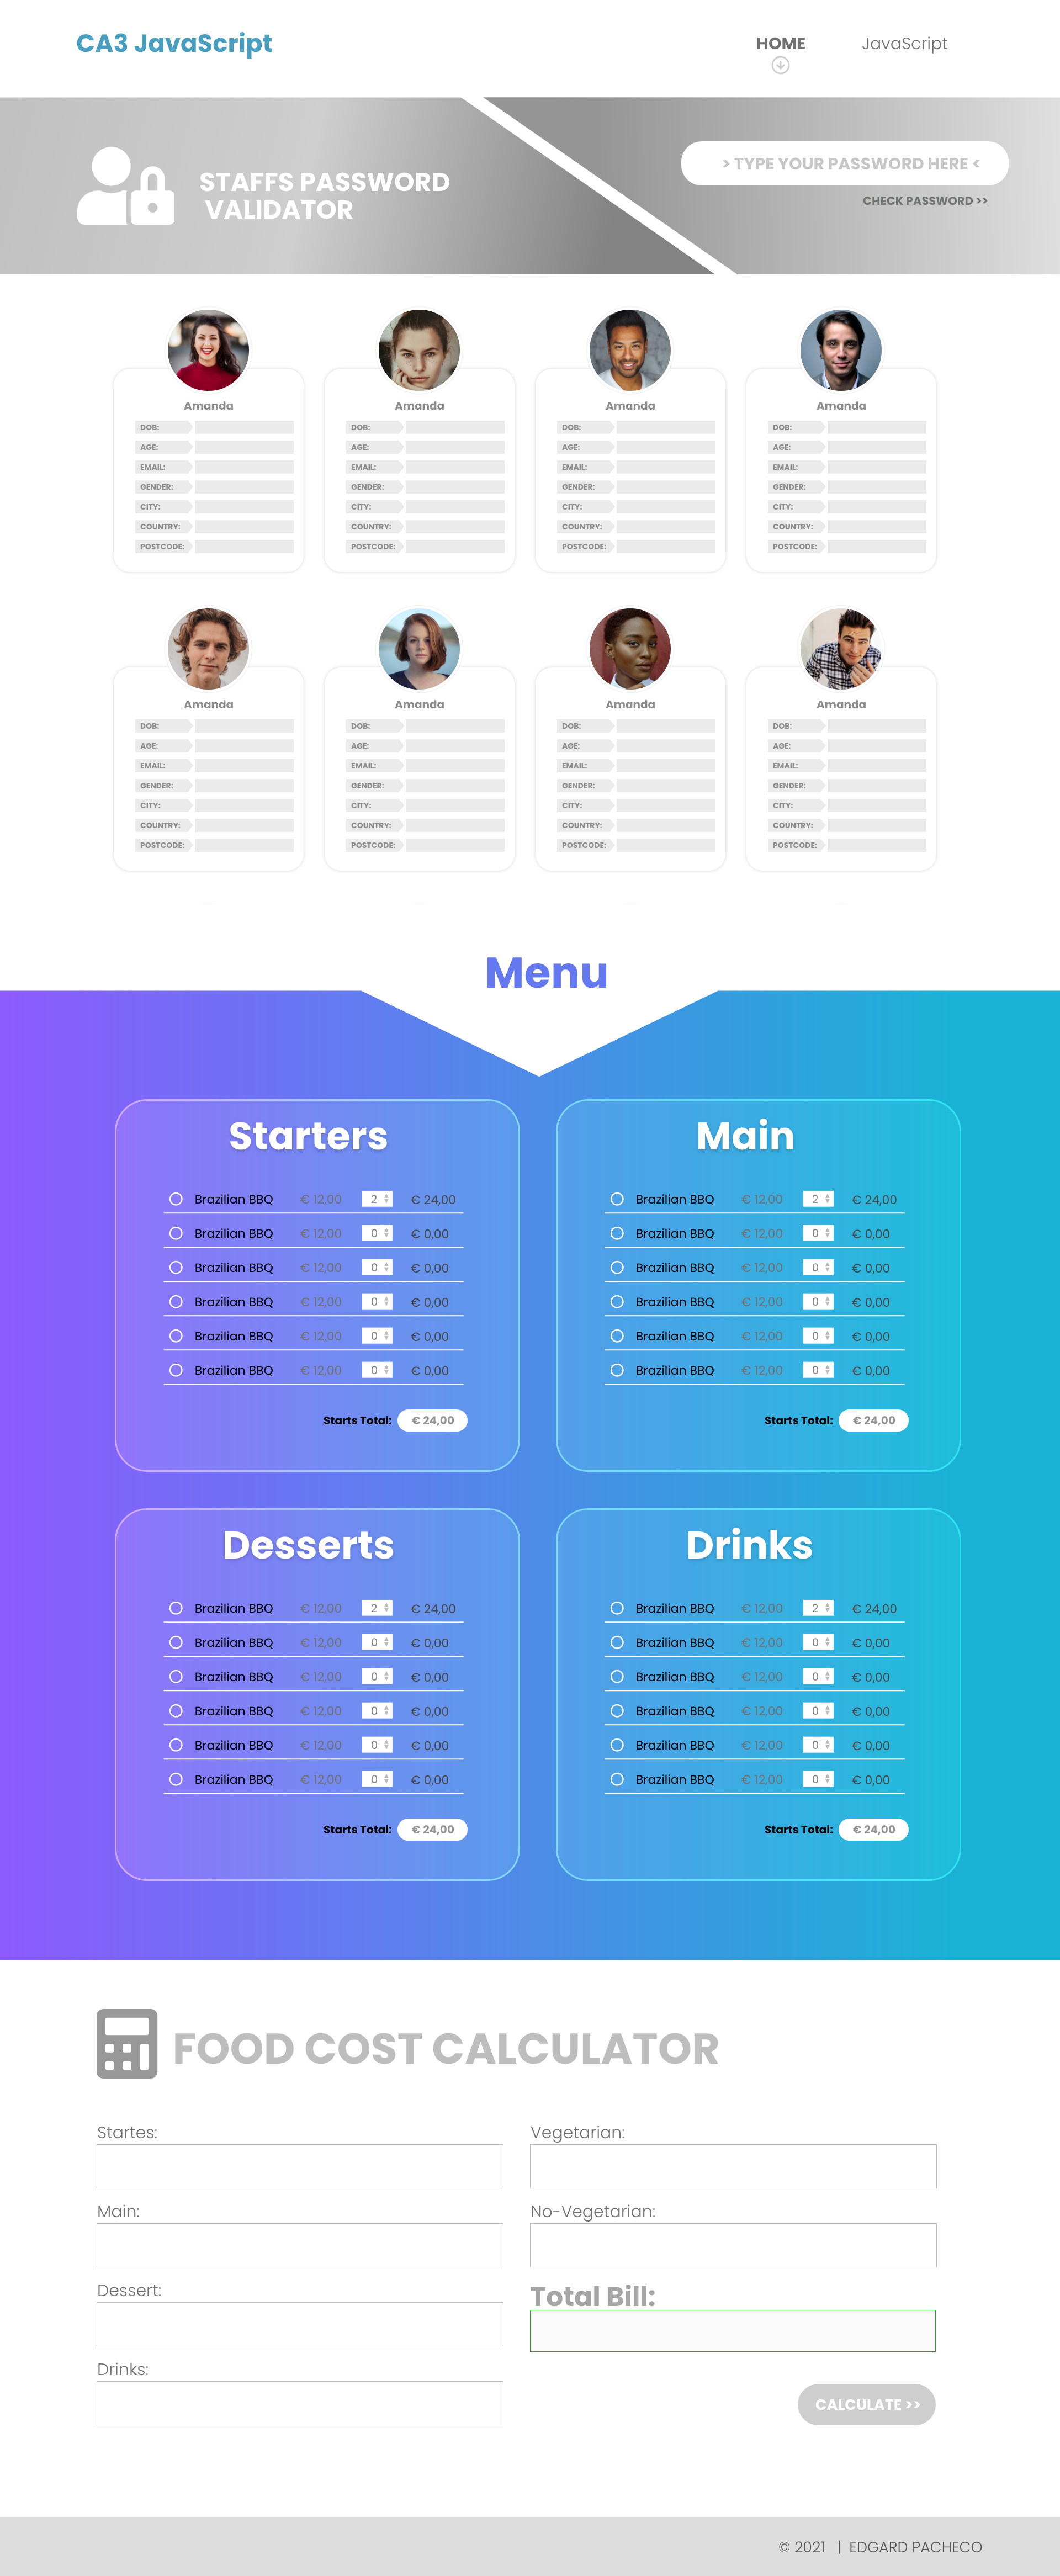 CA3 JavaScript
HOME
JavaScript
STAFFS PASSWORD
VALIDATOR
> TYPE YOUR PASSWORD HERE <
CHECK PASSWORD >>
Amanda
DOB:
AGE:
EMAIL:
GENDER:
CITY:
COUNTRY:
POSTCODE:
Amanda
DOB:
AGE:
EMAIL:
GENDER:
CITY:
COUNTRY:
POSTCODE:
Amanda
DOB:
AGE:
EMAIL:
GENDER:
CITY:
COUNTRY:
POSTCODE:
Amanda
DOB:
AGE:
EMAIL:
GENDER:
CITY:
COUNTRY:
POSTCODE:
Amanda
DOB:
AGE:
EMAIL:
GENDER:
CITY:
COUNTRY:
POSTCODE:
Amanda
DOB:
AGE:
EMAIL:
GENDER:
CITY:
COUNTRY:
POSTCODE:
Amanda
DOB:
AGE:
EMAIL:
GENDER:
CITY:
COUNTRY:
POSTCODE:
Amanda
DOB:
AGE:
EMAIL:
GENDER:
CITY:
COUNTRY:
POSTCODE:
Menu
Starters
Brazilian BBQ € 12,00 2 € 24,00
Brazilian BBQ € 12,00 0 € 0,00
Brazilian BBQ € 12,00 0 € 0,00
Brazilian BBQ € 12,00 0 € 0,00
Brazilian BBQ € 12,00 0 € 0,00
Brazilian BBQ € 12,00 0 € 0,00
Starts Total: € 24,00
Main
Brazilian BBQ € 12,00 2 € 24,00
Brazilian BBQ € 12,00 0 € 0,00
Brazilian BBQ € 12,00 0 € 0,00
Brazilian BBQ € 12,00 0 € 0,00
Brazilian BBQ € 12,00 0 € 0,00
Brazilian BBQ € 12,00 0 € 0,00
Starts Total: € 24,00
Desserts
Brazilian BBQ € 12,00 2 € 24,00
Brazilian BBQ € 12,00 0 € 0,00
Brazilian BBQ € 12,00 0 € 0,00
Brazilian BBQ € 12,00 0 € 0,00
Brazilian BBQ € 12,00 0 € 0,00
Brazilian BBQ € 12,00 0 € 0,00
Starts Total: € 24,00
Drinks
Brazilian BBQ € 12,00 2 € 24,00
Brazilian BBQ € 12,00 0 € 0,00
Brazilian BBQ € 12,00 0 € 0,00
Brazilian BBQ € 12,00 0 € 0,00
Brazilian BBQ € 12,00 0 € 0,00
Brazilian BBQ € 12,00 0 € 0,00
Starts Total: € 24,00
FOOD COST CALCULATOR
Startes:
Main:
Dessert:
Drinks:
Vegetarian:
No-Vegetarian:
Total Bill:
CALCULATE >>
© 2021 | EDGARD PACHECO